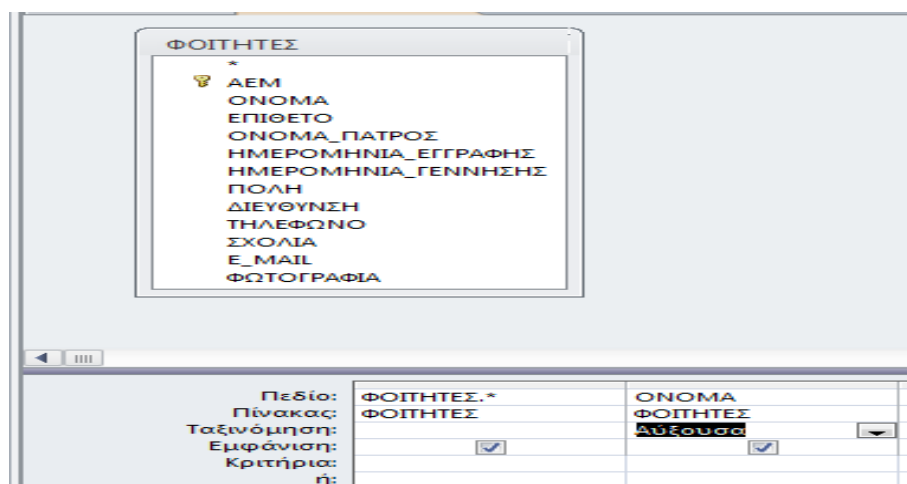 ΦΟΙΤΗΤΕΣ
*
ΑΕΜ
ΟΝΟΜΑ
ΕΠΙΘΕΤΟ
ΟΝΟΜΑ_ΠΑΤΡΟΣ
ΗΜΕΡΟΜΗΝΙΑ_ΕΓΓΡΑΦΗΣ
ΗΜΕΡΟΜΗΝΙΑ_ΓΕΝΝΗΣΗΣ
ΠΟΛΗ
ΔΙΕΥΘΥΝΣΗ
ΤΗΛΕΦΩΝΟ
ΣΧΟΛΙΑ
E_MAIL
ΦΩΤΟΓΡΑΦΙΑ
Πεδίο: ΦΟΙΤΗΤΕΣ.* ΟΝΟΜΑ
Πίνακας: ΦΟΙΤΗΤΕΣ ΦΟΙΤΗΤΕΣ
Ταξινόμηση: Αύξουσα
Εμφάνιση:
Κριτήρια:
ή: